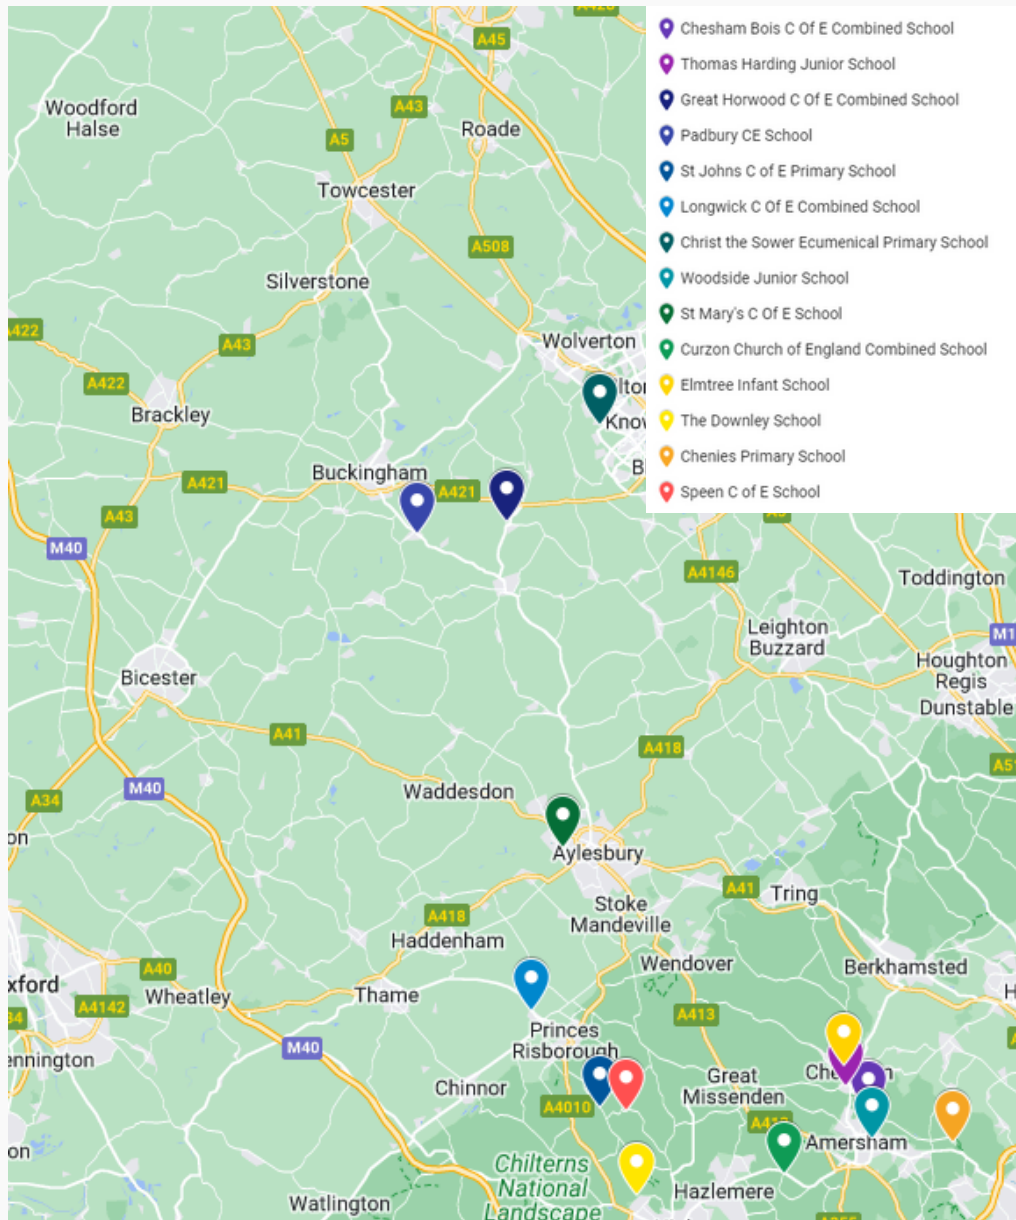 A45
Woodford
Halse
A43
Roade
A5
Towcester
A508
Silverstone
A422
A43
Wolverton
A422
Brackley
Buckingham
A421
A421
A43
M40
A4146
Toddington
Leighton
Buzzard
M1
Houghton
Regis
Bicester
Dunstable
A41
A418
M40
Waddesdon
A34
Aylesbury
A41
Tring
Stoke
Mandeville
A418
Haddenham
Wendover
Berkhamsted
A40
xford
Wheatley
Thame
A4142
A413
34
Princes
Risborough
M40
ennington
Chinnor
Great
Missenden
A4010
Amersham
on
Chilterns
National
Landscape
Hazlemere
Watlington
Chesham Bois C Of E Combined School
Thomas Harding Junior School
Great Horwood C Of E Combined School
Padbury CE School
St Johns C of E Primary School
Longwick C Of E Combined School
Christ the Sower Ecumenical Primary School
Woodside Junior School
St Mary's C Of E School
Curzon Church of England Combined School
Elmtree Infant School
The Downley School
Chenies Primary School
Speen C of E School